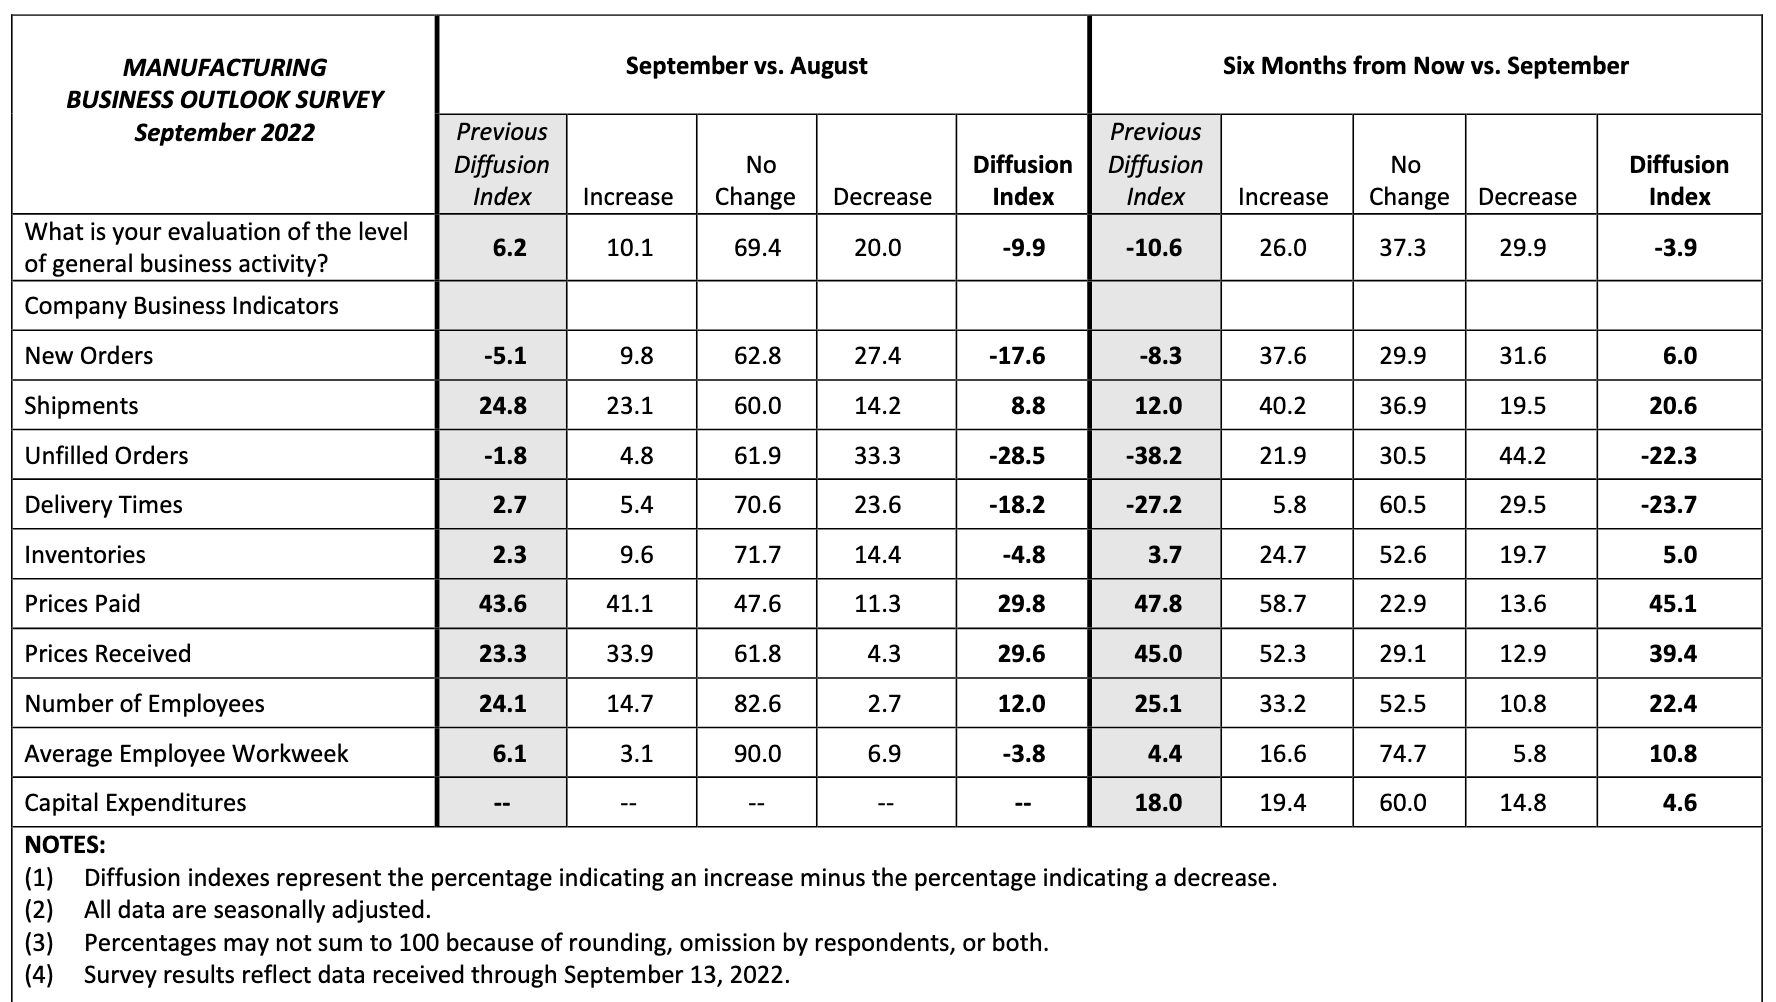 MANUFACTURING
BUSINESS OUTLOOK SURVEY
September 2022
September vs. August
Six Months from Now vs. September
Previous Diffusion Index Increase No Change Decrease Diffusion Index Previous Diffusion Index Increase No Change Decrease Diffusion Index
What is your evaluation of the level
of general business activity? 6.2 10.1 69.4 20.0 -9.9 -10.6 26.0 37.3 29.9 -3.9
Company Business Indicators
New Orders -5.1 9.8 62.8 27.4 -17.6 -8.3 37.6 29.9 31.6 6.0
Shipments 24.8 23.1 60.0 14.2 8.8 12.0 40.2 36.9 19.5 20.6
Unfilled Orders -1.8 4.8 61.9 33.3 -28.5 -38.2 21.9 30.5 44.2 -22.3
Delivery Times 2.7 5.4 70.6 23.6 -18.2 -27.2 5.8 60.5 29.5 -23.7
Inventories 2.3 9.6 71.7 14.4 -4.8 3.7 24.7 52.6 19.7 5.0
Prices Paid 43.6 41.1 47.6 11.3 29.8 47.8 58.7 22.9 13.6 45.1
Prices Received 23.3 33.9 61.8 4.3 29.6 45.0 52.3 29.1 12.9 39.4
Number of Employees 24.1 14.7 82.6 2.7 12.0 25.1 33.2 52.5 10.8 22.4
Average Employee Workweek 6.1 3.1 90.0 6.9 -3.8 4.4 16.6 74.7 5.8 10.8
Capital Expenditures -- -- -- -- -- 18.0 19.4 60.0 14.8 4.6
NOTES:
(1) Diffusion indexes represent the percentage indicating an increase minus the percentage indicating a decrease.
(2) All data are seasonally adjusted.
(3) Percentages may not sum to 100 because of rounding, omission by respondents, or both.
(4) Survey results reflect data received through September 13, 2022.